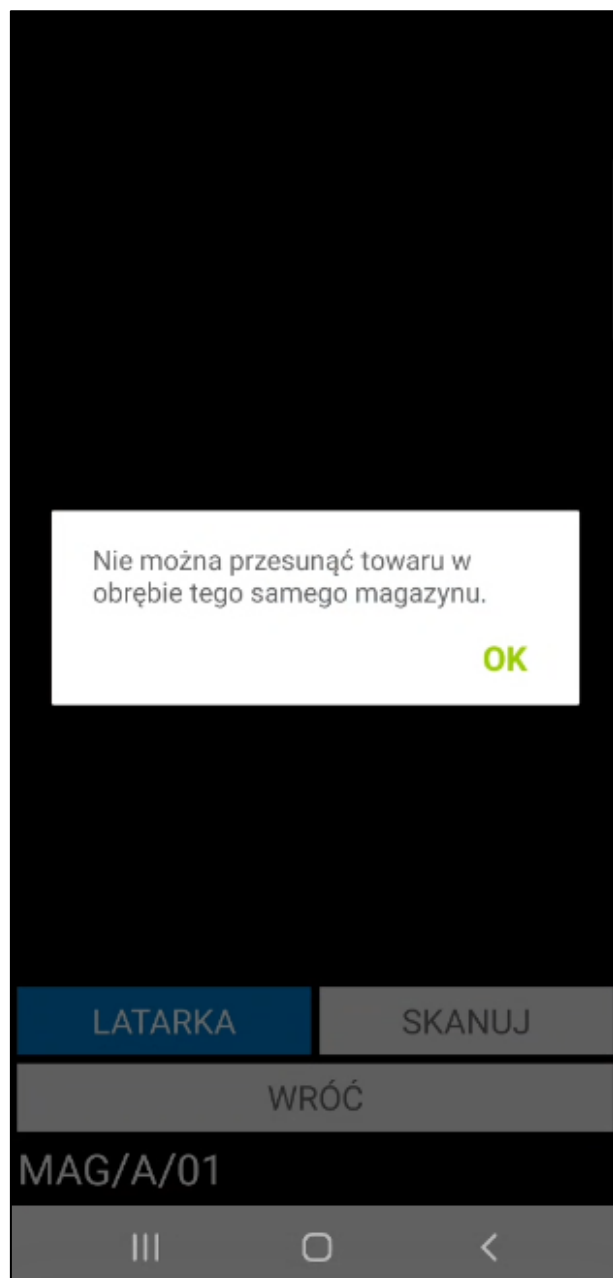 Nie można przesunąć towaru w
obrębie tego samego magazynu.
OK
LATARKA
SKANUJ
WRÓĆ
MAG/A/01